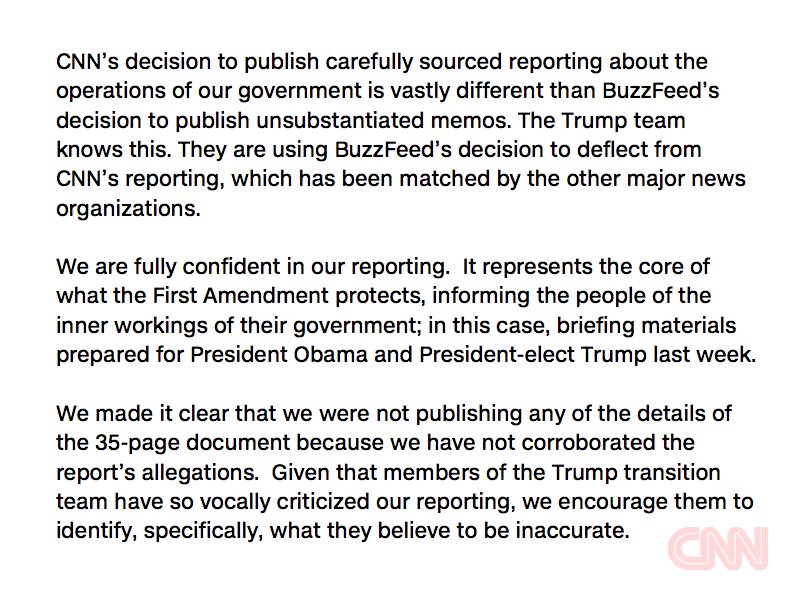 CNN’s decision to publish carefully sourced reporting about the
operations of our government is vastly different than BuzzFeed’s
decision to publish unsubstantiated memos. The Trump team
knows this. They are using BuzzFeed’s decision to deflect from
CNN’s reporting, which has been matched by the other major news
organizations.

We are fully confident in our reporting.  It represents the core of
what the First Amendment protects, informing the people of the
inner workings of their government; in this case, briefing materials
prepared for President Obama and President-elect Trump last week.

We made it clear that we were not publishing any of the details of
the 35-page document because we have not corroborated the
report’s allegations.  Given that members of the Trump transition
team have so vocally criticized our reporting, we encourage them to
identify, specifically, what they believe to be inaccurate.
CNN